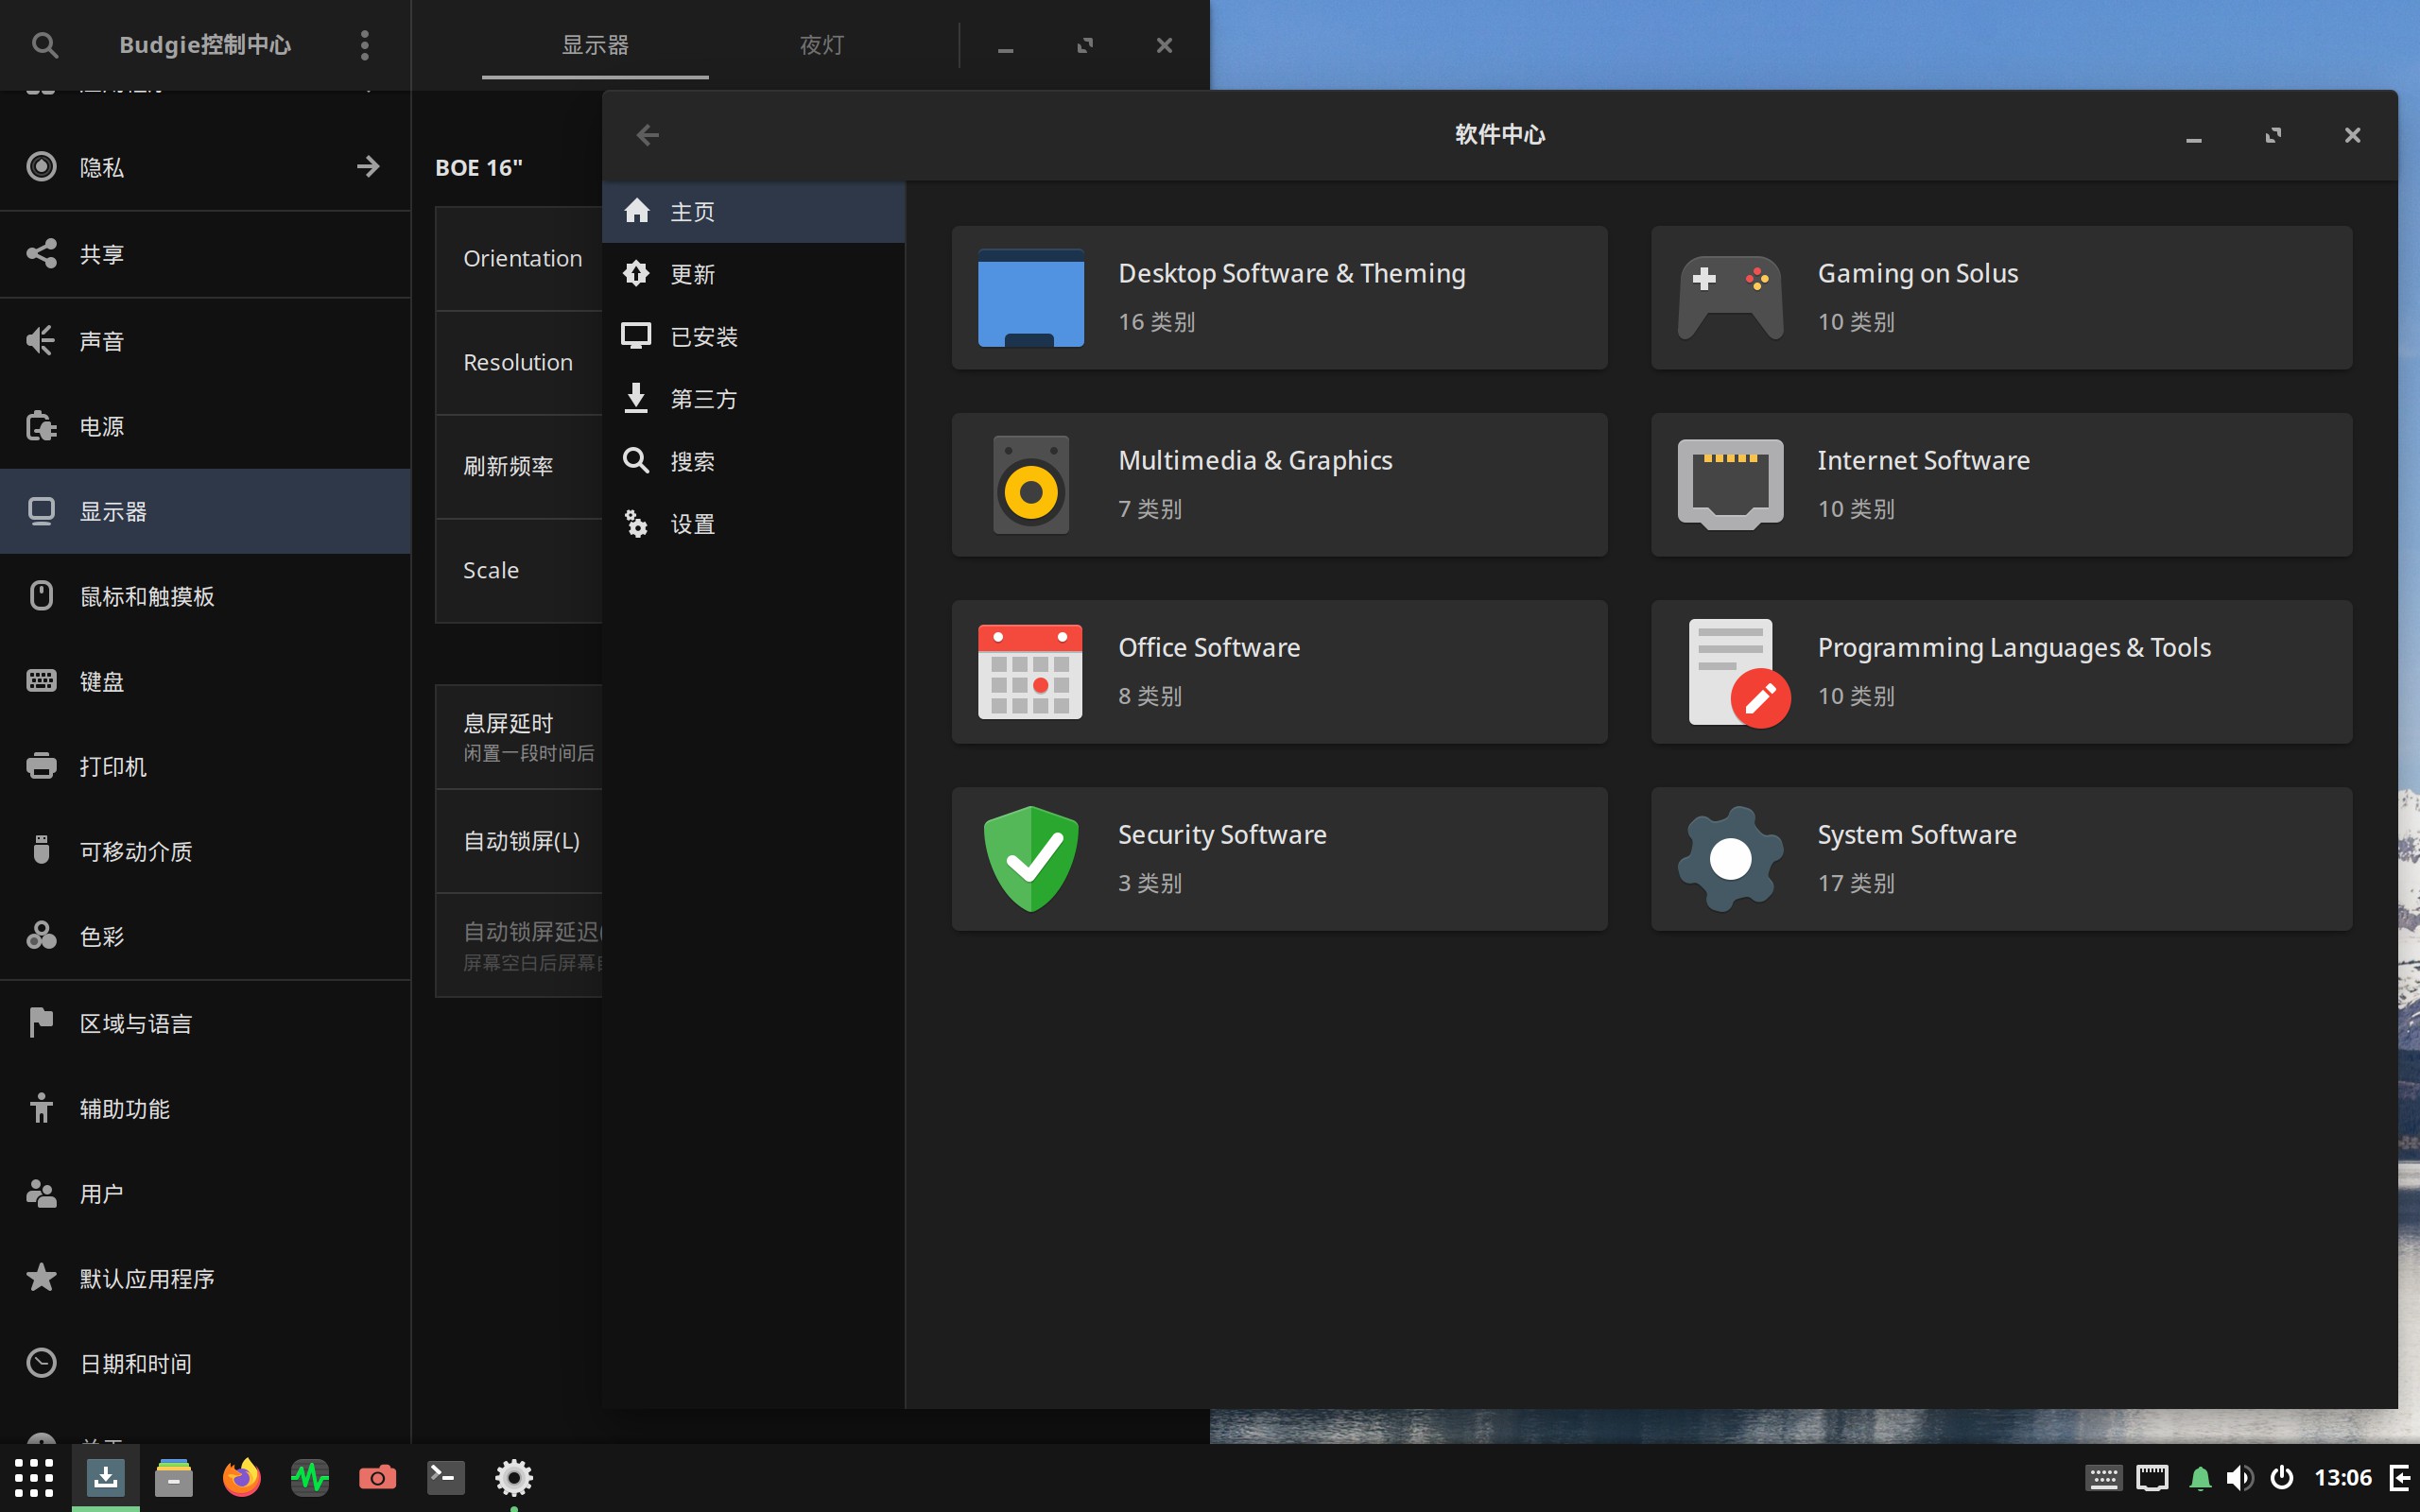 Budgie控制中心
显示器
夜灯
隐私
共享
声音
电源
显示器
鼠标和触摸板
键盘
打印机
可移动介质
色彩
区域与语言
辅助功能
用户
默认应用程序
日期和时间
BOE 16"
Orientation
Resolution
刷新频率
Scale
息屏延时
闲置一段时间后
自动锁屏(L)
自动锁屏延迟(
屏幕空白后屏幕
软件中心
主页
更新
已安装
第三方
搜索
设置
Desktop Software & Theming
16 类别
Gaming on Solus
10 类别
Multimedia & Graphics
7 类别
Internet Software
10 类别
Office Software
8 类别
Programming Languages & Tools
10 类别
Security Software
3 类别
System Software
17 类别
13:06